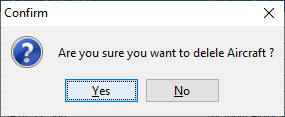 Confirm
Are you sure you want to delele Aircraft ?
Yes
No